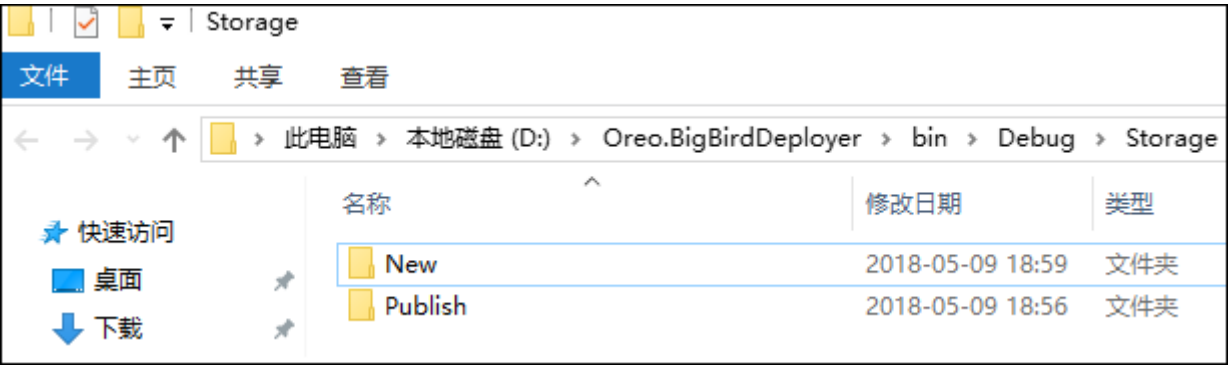 Storage
文件 主页 共享 查看
此电脑 > 本地磁盘 (D:) > Oreo.BigBirdDeployer > bin > Debug > Storage
名称 修改日期 类型
快速访问
桌面
下载
New 2018-05-09 18:59 文件夹
Publish 2018-05-09 18:56 文件夹